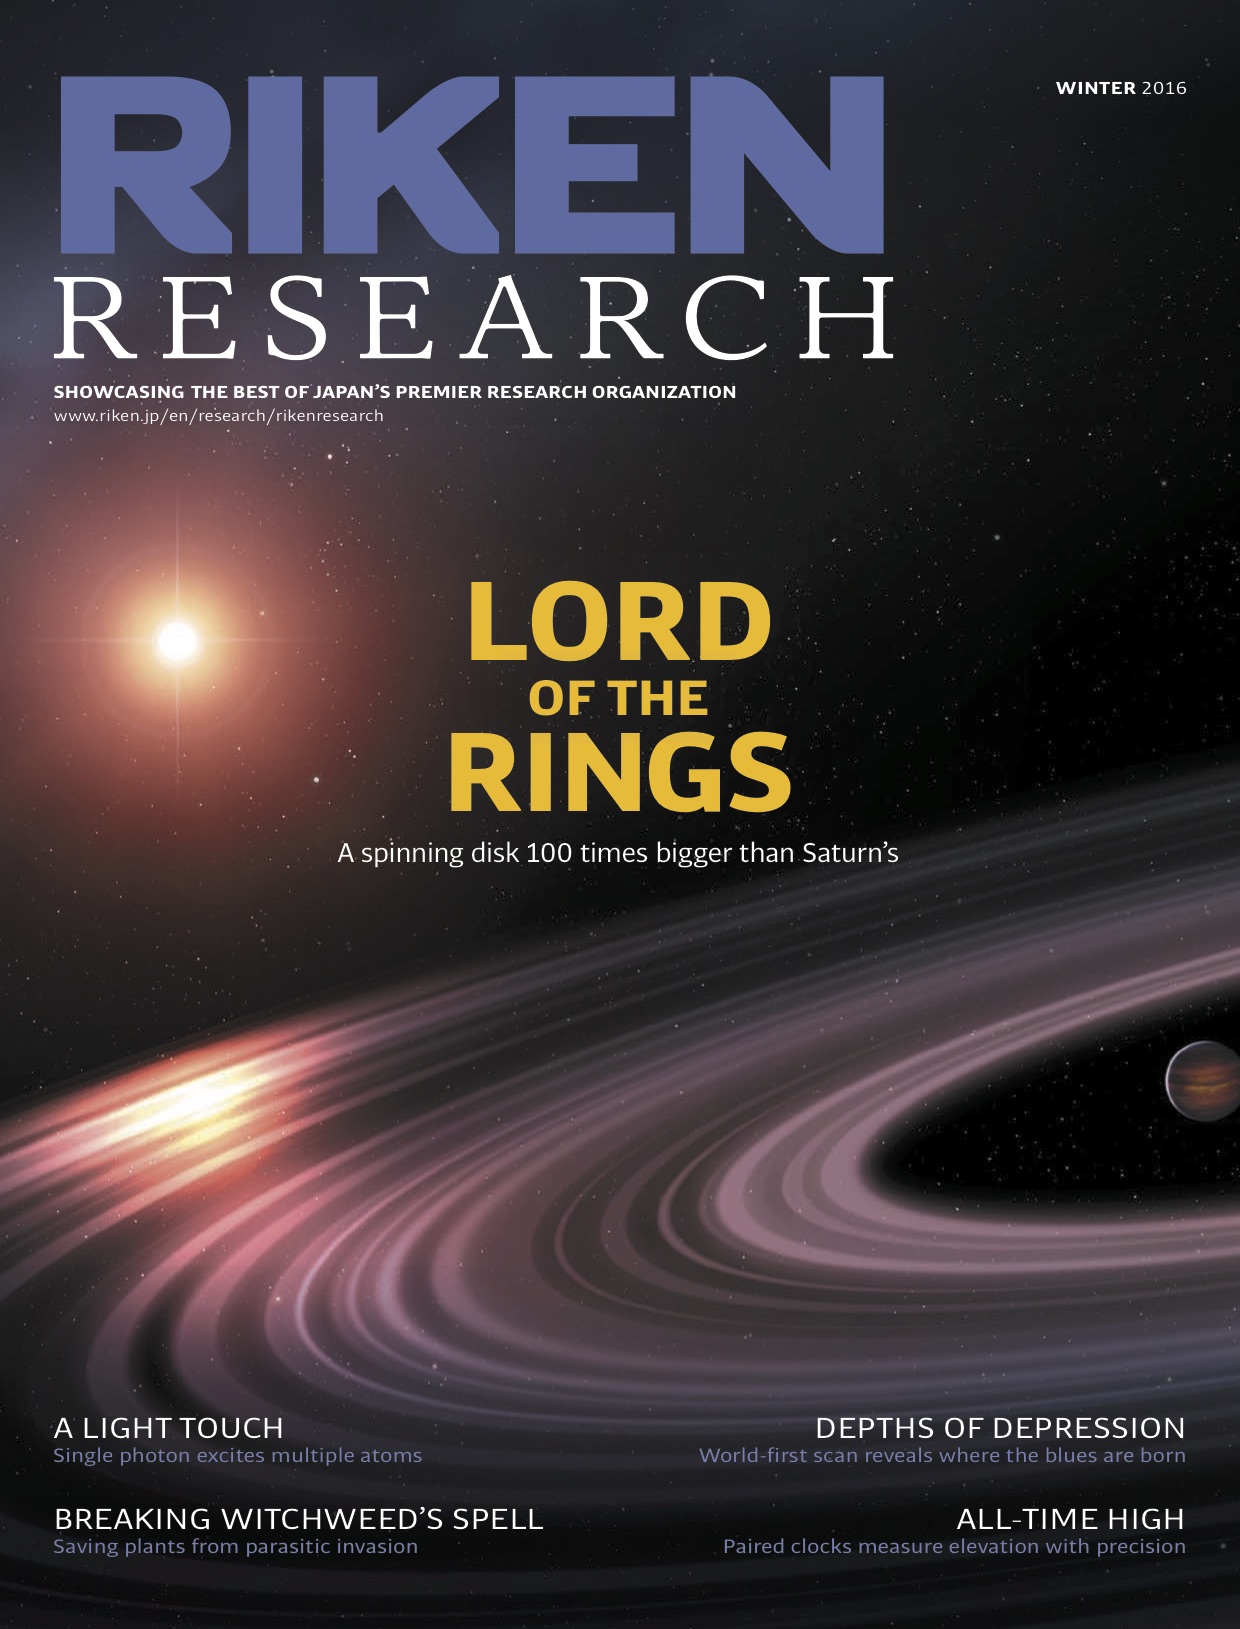 RIKEN
WINTER 2016
RESEARCH
SHOWCASING THE BEST OF JAPAN’S PREMIER RESEARCH ORGANIZATION
www.riken.jp/en/research/rikenresearch
LORD
OF THE
RINGS
A spinning disk 100 times bigger than Saturn’s
A LIGHT TOUCH
Single photon excites multiple atoms
BREAKING WITCHWEED’S SPELL
Saving plants from parasitic invasion
DEPTHS OF DEPRESSION
World-first scan reveals where the blues are born
ALL-TIME HIGH
Paired clocks measure elevation with precision